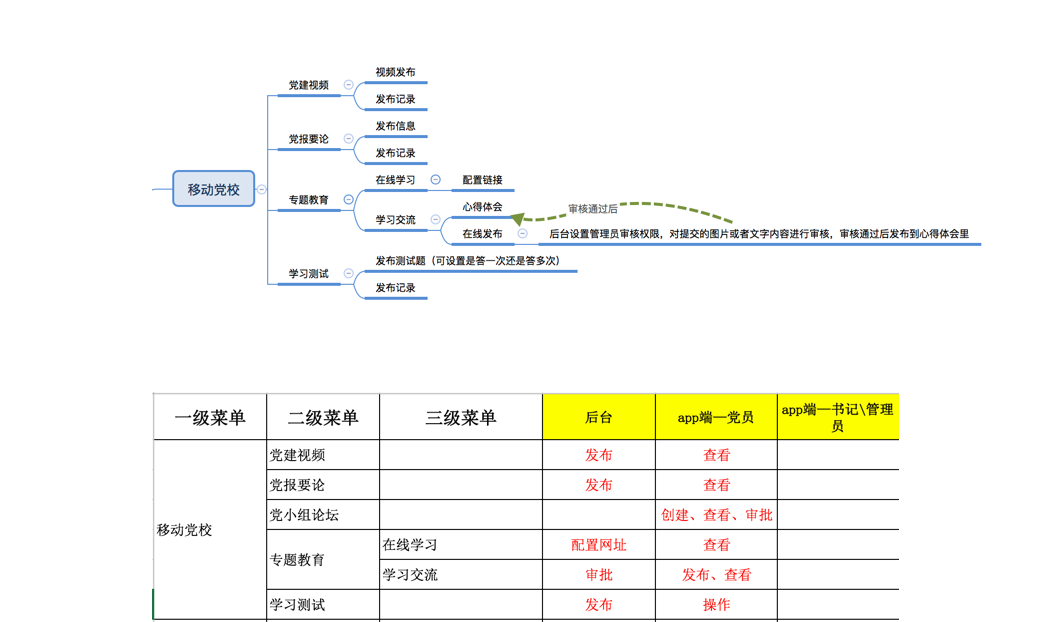 视频发布
党建视频
发布记录
发布信息
党报要论
发布记录
在线学习
配置链接
专题教育
移动党校
心得体会
审核通过后
学习交流
在线发布
后台设置管理员审核权限，对提交的图片或者文字内容进行审核，审核通过后发布到心得体会里
发布测试题（可设置是答一次还是答多次）
学习测试
发布记录
一级菜单 二级菜单 三级菜单 后台 app端—党员 app端—书记\管理员
党建视频 发布 查看
党报要论 发布 查看
党小组论坛 创建、查看、审批
移动党校
在线学习 配置网址 查看
专题教育
学习交流 审批 发布、查看
学习测试 发布 操作